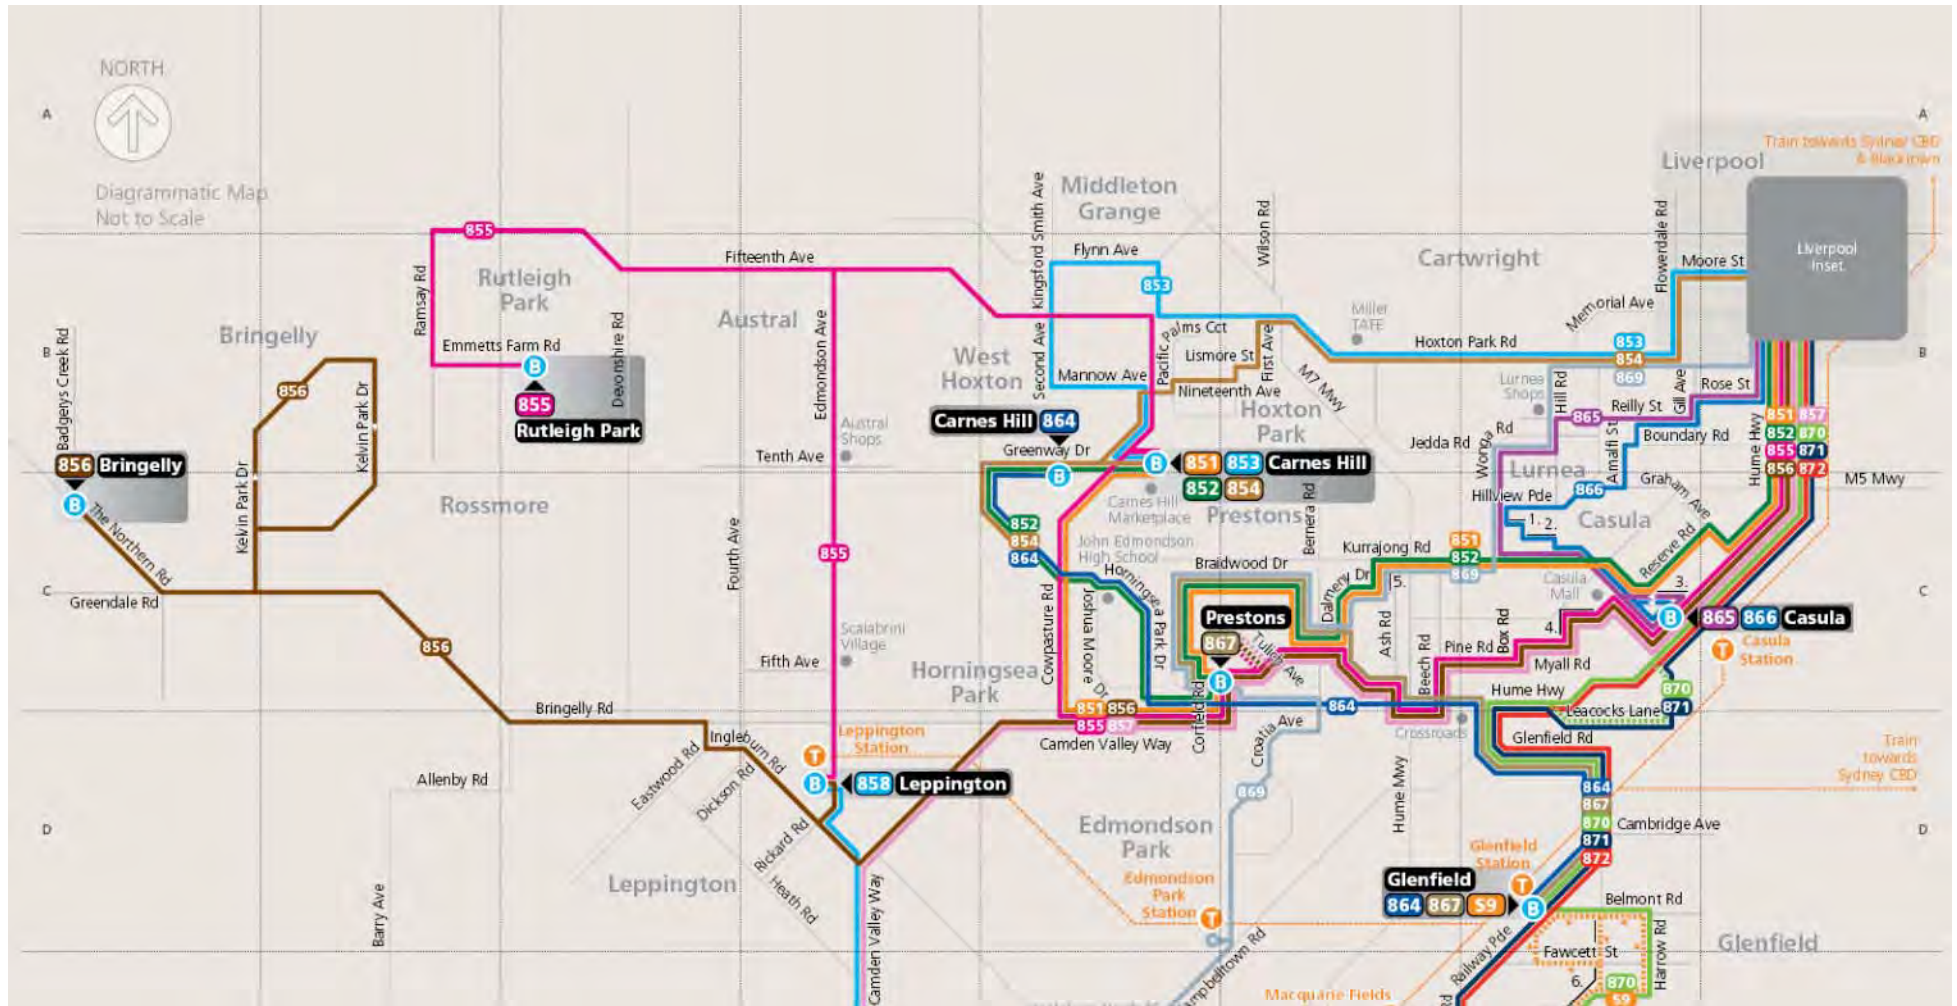 NORTH
Diagrammatic Map
Not to Scale
A
A
Train towards Sydney CBD
& Blacktown
Liverpool
Liverpool
Inset
Middleton
Grange
Kingsford Smith Ave
Wilson Rd
Flowerdale Rd
Cartwright
Moore St
855
Flynn Ave
853
Fifteenth Ave
Ramsay Rd
Rutleigh
Park
Austral
Memorial Ave
Miller
TAFE
Hoxton Park Rd
853
854
869
Bringelly
B
B
Badgerys Creek Rd
Emmetts Farm Rd
B
855
Rutleigh Park
Devonshire Rd
Edmondson Ave
West
Hoxton
Second Ave
Mannow Ave
Pacific Palms Cct
Lismore St
First Ave
Nineteenth Ave
M7 Mwy
Hoxton
Park
856
Kelvin Park Dr
Kelvin Park Dr
Lurnea
Shops
Hill Rd
865
Reilly St
Gill Ave
Rose St
Amalfi St
Boundary Rd
Hume Hwy
851 857
852 870
855 871
856 872
M5 Mwy
Carnes Hill 864
Greenway Dr
B
B
851 853 Carnes Hill
852 854
Carnes Hill
Marketplace
Prestons
Bernera Rd
Jedda Rd
Wonga Rd
Lurnea
Hillview Pde
866
Graham Ave
1.
2.
Casula
Austral
Shops
Tenth Ave
856 Bringelly
B
The Northern Rd
Rossmore
Fourth Ave
855
852
854
864
John Edmondson
High School
Horningsea Park Dr
Kurrajong Rd
851
852
869
Reserve Rd
C
C
Greendale Rd
Braidwood Dr
Dalmeny Dr
5.
Casula
Mall
3.
Prestons
867
B
Tulich Ave
Ash Rd
Box Rd
4.
B
865 866 Casula
T
Casula
Station
Scalabrini
Village
Fifth Ave
856
Horningsea
Park
Cowpasture Rd
Joshua Moore Dr
Beech Rd
Pine Rd
Myall Rd
Hume Hwy
870
871
Leacocks Lane
Bringelly Rd
851 856
855 857
Camden Valley Way
Corfield Rd
Croatia Ave
864
Crossroads
Glenfield Rd
Train
towards
Sydney CBD
Ingleburn Rd
Leppington
Station
T
B
858 Leppington
Eastwood Rd
Dickson Rd
Allenby Rd
869
Hume Mwy
864
867
870
871
872
Cambridge Ave
D
D
Rickard Rd
Heath Rd
Edmondson
Park
Leppington
Barry Ave
Camden Valley Way
Edmondson
Park
Station
T
Glenfield
Station
T
Glenfield
864 867 S9
B
Belmont Rd
Railway Pde
Fawcett St
Harrow Rd
Glenfield
6.
870
S9
Macquarie Fields